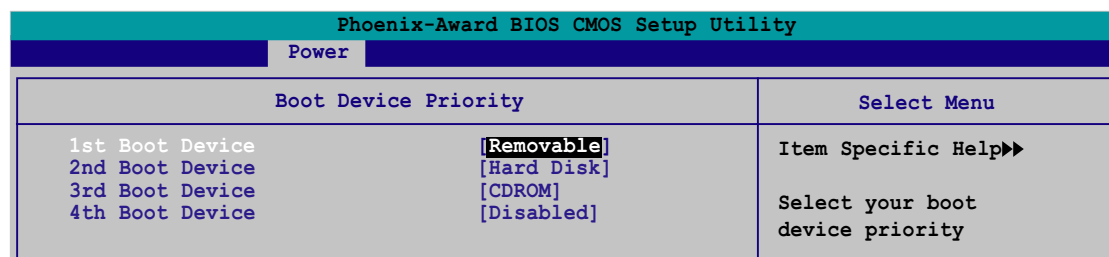 Phoenix-Award BIOS CMOS Setup Utility
Power
Boot Device Priority
Select Menu
1st Boot Device [Removable]
2nd Boot Device [Hard Disk]
3rd Boot Device [CDROM]
4th Boot Device [Disabled]
Item Specific Help▶▶
Select your boot
device priority